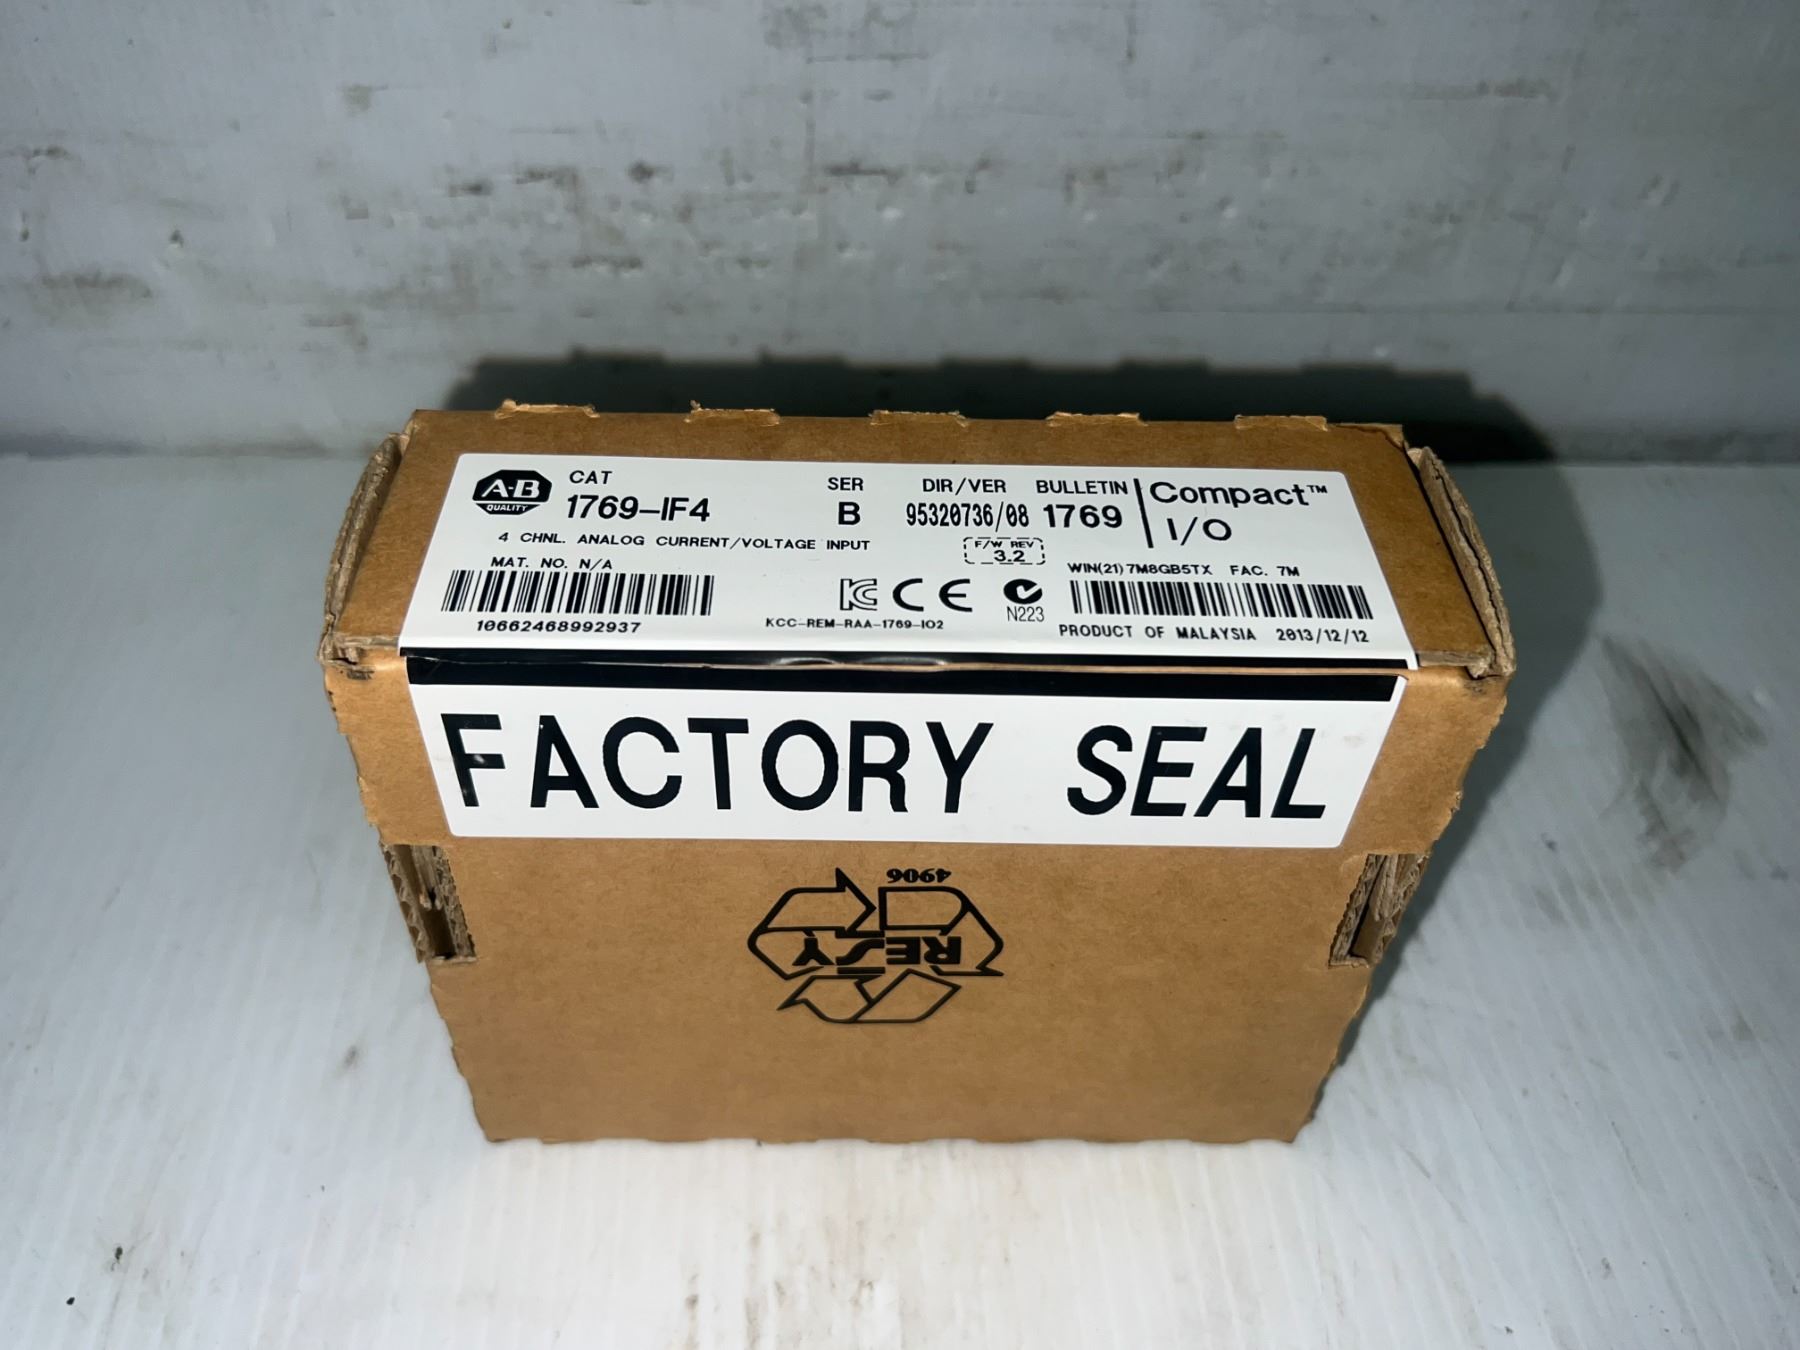 A-B
QUALITY
CAT
1769-IF4
SER
B
DIR/VER
95320736/08
BULLETIN
1769
Compact™
I/O
4 CHNL. ANALOG CURRENT/VOLTAGE INPUT
F/W REV
3.2
MAT. NO. N/A
10662468992937
KCC-REM-RAA-1769-IO2
N223
WIN(21)7M8GB5TX FAC. 7M
PRODUCT OF MALAYSIA 2013/12/12
FACTORY SEAL
4906
RESY